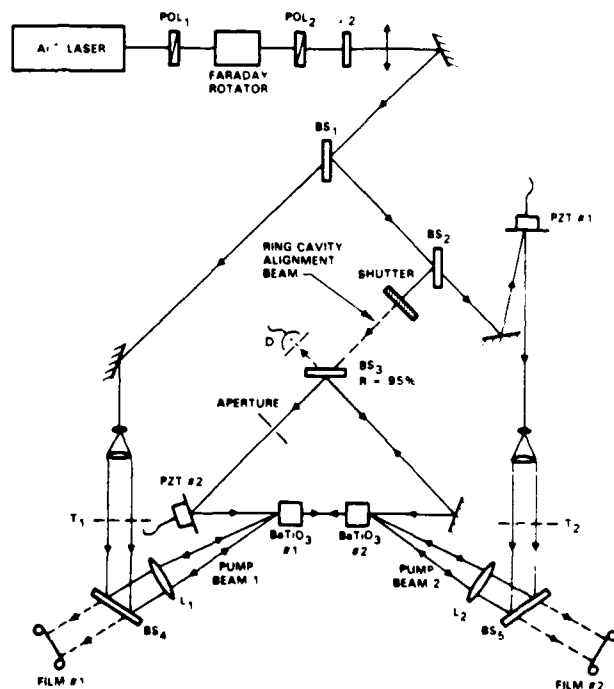 POL₁
POL₂
LASER
FARADAY
ROTATOR
BS₁
PZT #1
BS₂
RING CAVITY
ALIGNMENT
BEAM
SHUTTER
D
BS₃
R = 95%
APERTURE
PZT #2
T₁
BaTiO₃
#1
BaTiO₃
#2
T₂
PUMP
BEAM 1
PUMP
BEAM 2
L₁
L₂
BS₄
BS₅
FILM #1
FILM #2